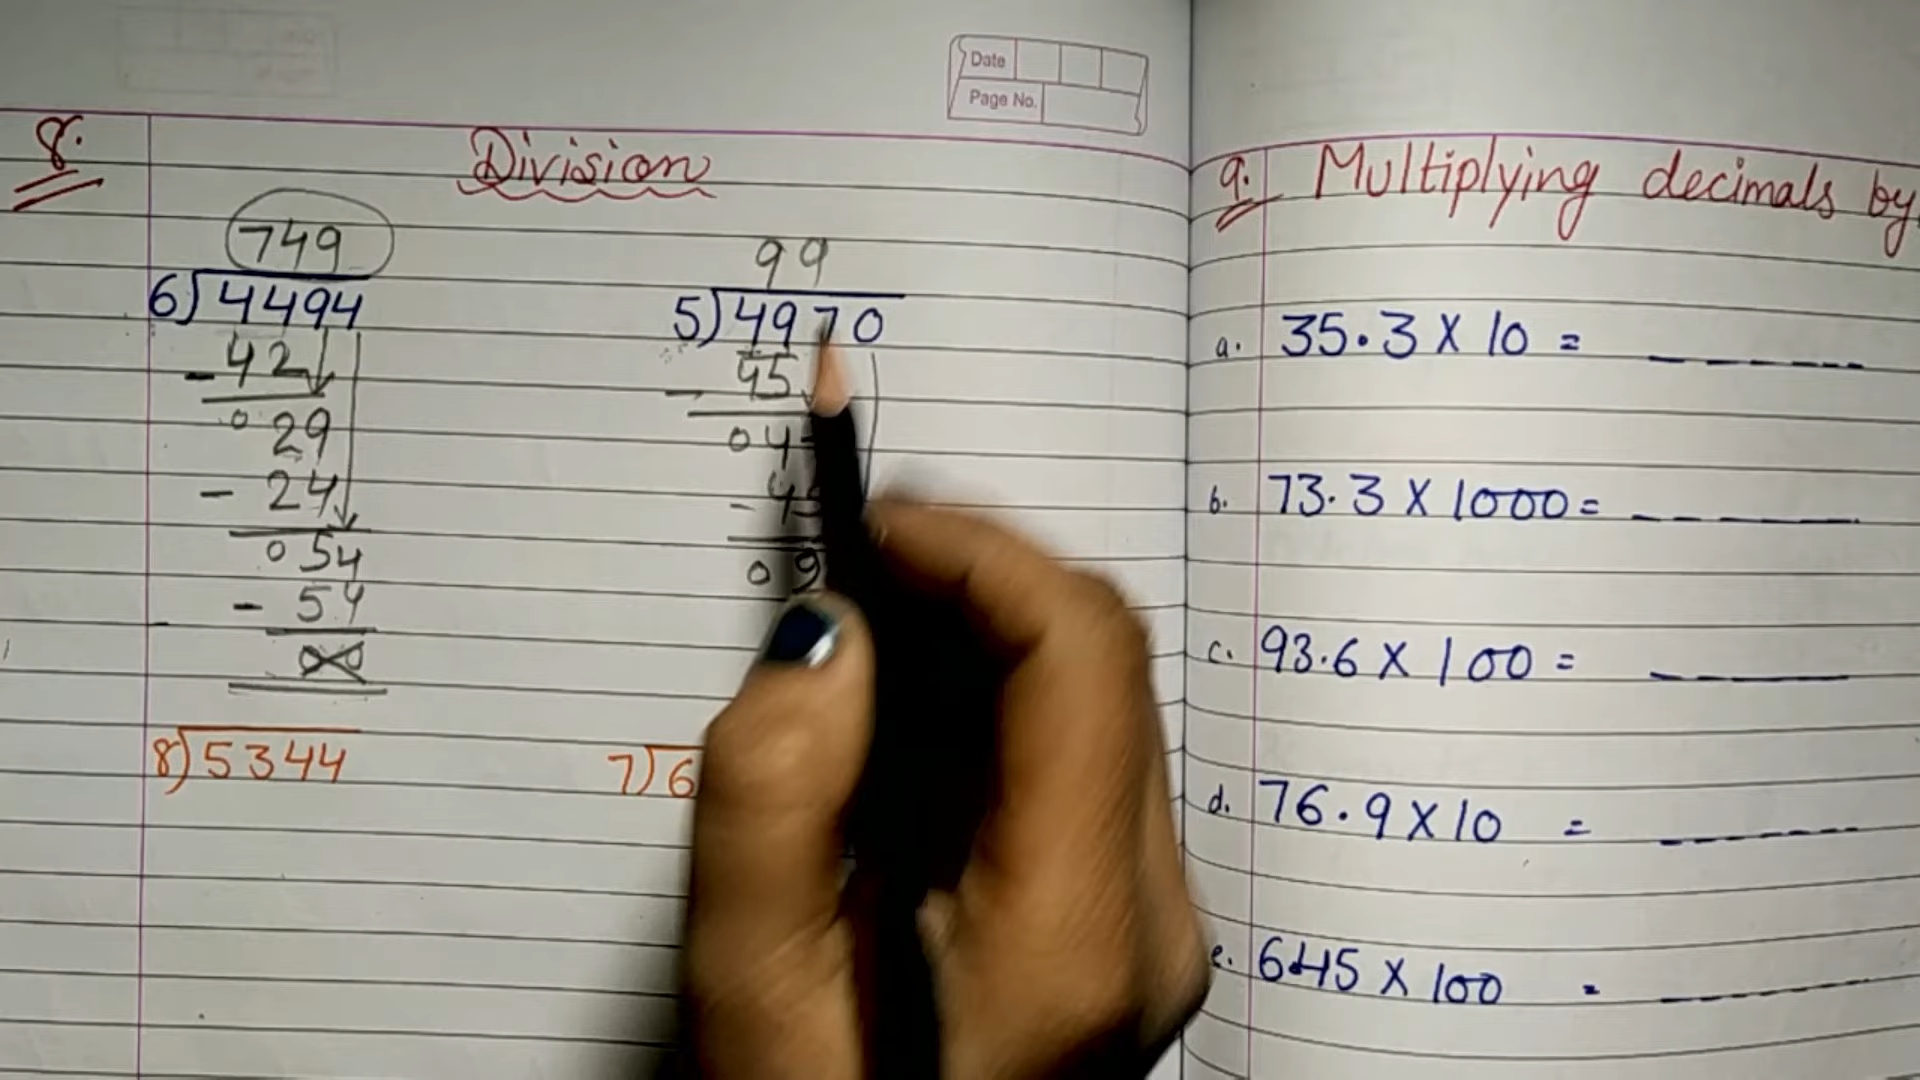 Date
Page No.
8. Division
749
6)4494
- 42
029
- 24
054
- 54
99
5)4970
- 45
04
- 45
09
8)5344
7)6
9. Multiplying decimals by
a. 35.3 X 10 =
b. 73.3 X 1000 =
c. 93.6 X 100 =
d. 76.9 X 10 =